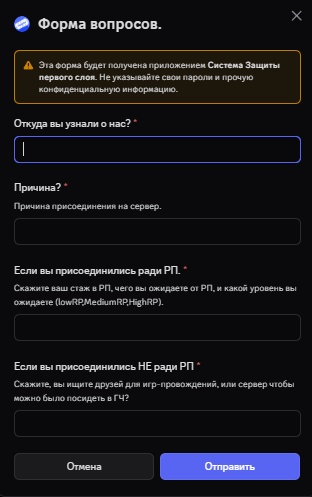 Форма вопросов.
Эта форма будет получена приложением Система Защиты
первого слоя. Не указывайте свои пароли и прочую
конфиденциальную информацию.
Откуда вы узнали о нас? *
Причина? *
Причина присоединения на сервер.
Если вы присоединились ради РП. *
Скажите ваш стаж в РП, чего вы ожидаете от РП, и какой уровень вы
ожидаете (lowRP,MediumRP,HighRP).
Если вы присоединились НЕ ради РП *
Скажите, вы ищите друзей для игр-провождений, или сервер чтобы
можно было посидеть в ГЧ?
Отмена
Отправить